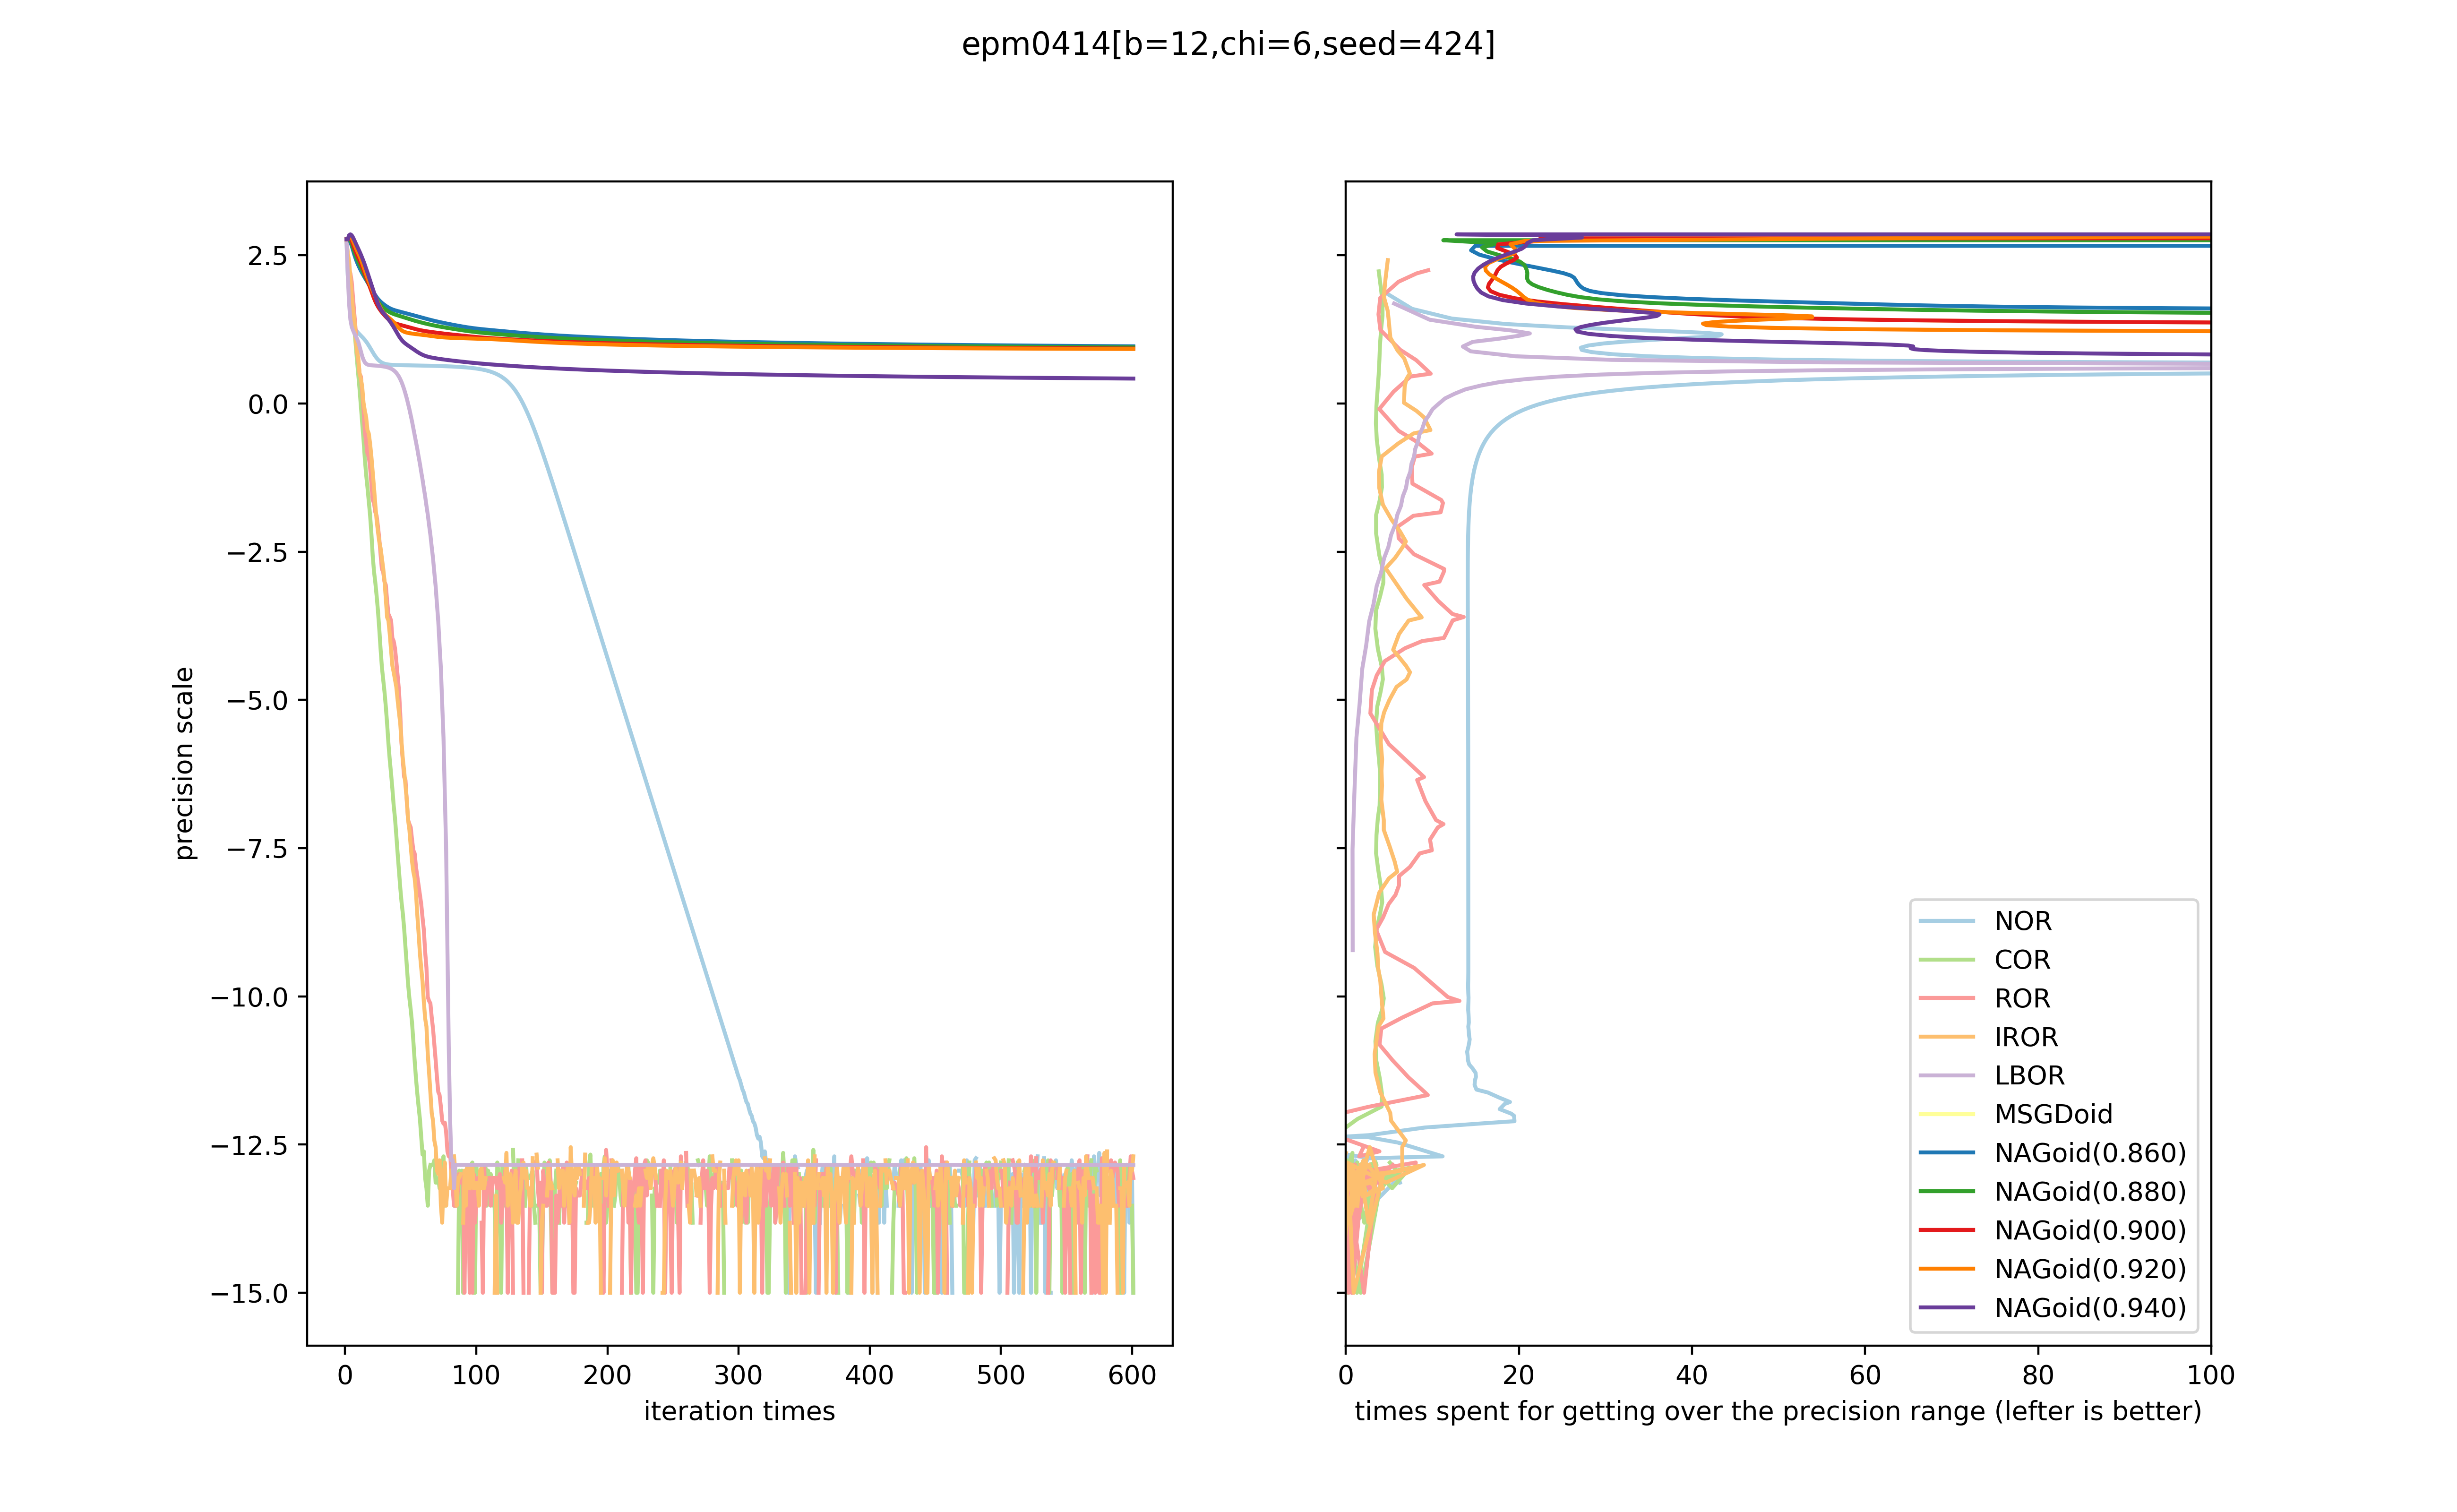 epm0414[b=12,chi=6,seed=424]
precision scale
2.5
0.0
−2.5
−5.0
−7.5
−10.0
−12.5
−15.0
0 100 200 300 400 500 600
iteration times
NOR
COR
ROR
IROR
LBOR
MSGDoid
NAGoid(0.860)
NAGoid(0.880)
NAGoid(0.900)
NAGoid(0.920)
NAGoid(0.940)
0 20 40 60 80 100
times spent for getting over the precision range (lefter is better)